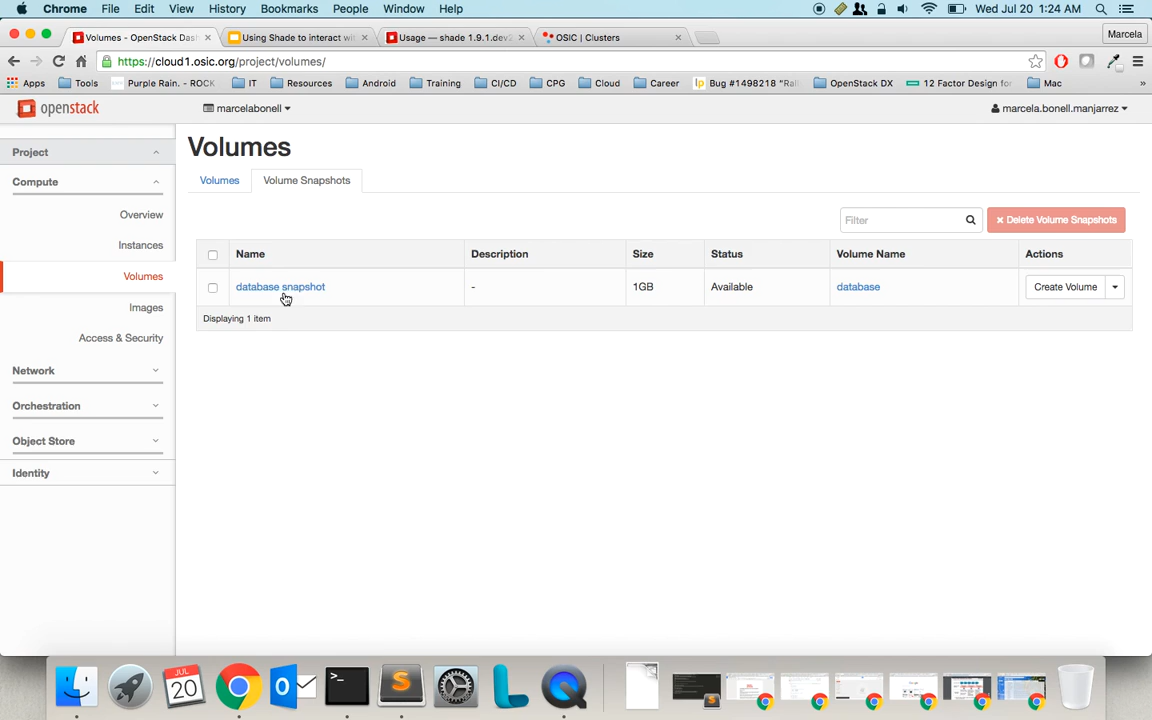 Chrome File Edit View History Bookmarks People Window Help Wed Jul 20 1:24 AM
Volumes - OpenStack Das Using Shade to interact wi Usage — shade 1.9.1.dev2 OSIC | Clusters Marcela
https://cloud1.osic.org/project/volumes/
Apps Tools Purple Rain. - ROCK IT Resources Android Training CI/CD CPG Cloud Career Bug #1498218 "Rall OpenStack DX 12 Factor Design for Mac »
openstack marcelabonell marcela.bonell.manjarrez
Project
Compute
Overview
Instances
Volumes
Images
Access & Security
Network
Orchestration
Object Store
Identity
Volumes
Volumes Volume Snapshots
Filter × Delete Volume Snapshots
Name Description Size Status Volume Name Actions
database snapshot - 1GB Available database Create Volume
Displaying 1 item
JUL
20